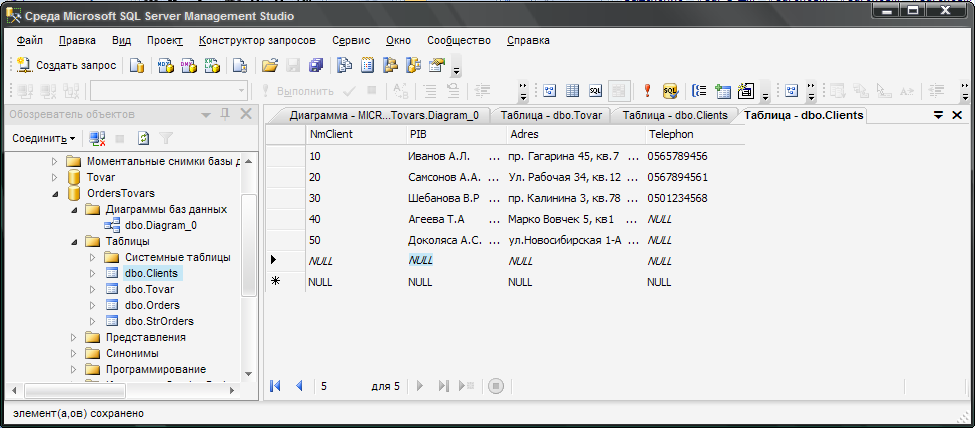 Среда Microsoft SQL Server Management Studio
Файл Правка Вид Проект Конструктор запросов Сервис Окно Сообщество Справка
Создать запрос
Выполнить
Обозреватель объектов
Соединить
Моментальные снимки базы д
Tovar
OrdersTovars
Диаграммы баз данных
dbo.Diagram_0
Таблицы
Системные таблицы
dbo.Clients
dbo.Tovar
dbo.Orders
dbo.StrOrders
Представления
Синонимы
Программирование
Диаграмма - MICR...Tovars.Diagram_0 Таблица - dbo.Tovar Таблица - dbo.Clients Таблица - dbo.Clients
NmClient PIB Adres Telephon
10 Иванов А.Л. ... пр. Гагарина 45, кв.7 ... 0565789456
20 Самсонов А.А. ... Ул. Рабочая 34, кв.12 ... 0567894561
30 Шебанова В.Р ... пр. Калинина 3, кв.78 ... 0501234568
40 Агеева Т.А ... Марко Вовчек 5, кв1 ... NULL
50 Доколяса А.С. ... ул.Новосибирская 1-А ... NULL
NULL NULL NULL NULL
NULL NULL NULL NULL
5 для 5
элемент(а,ов) сохранено